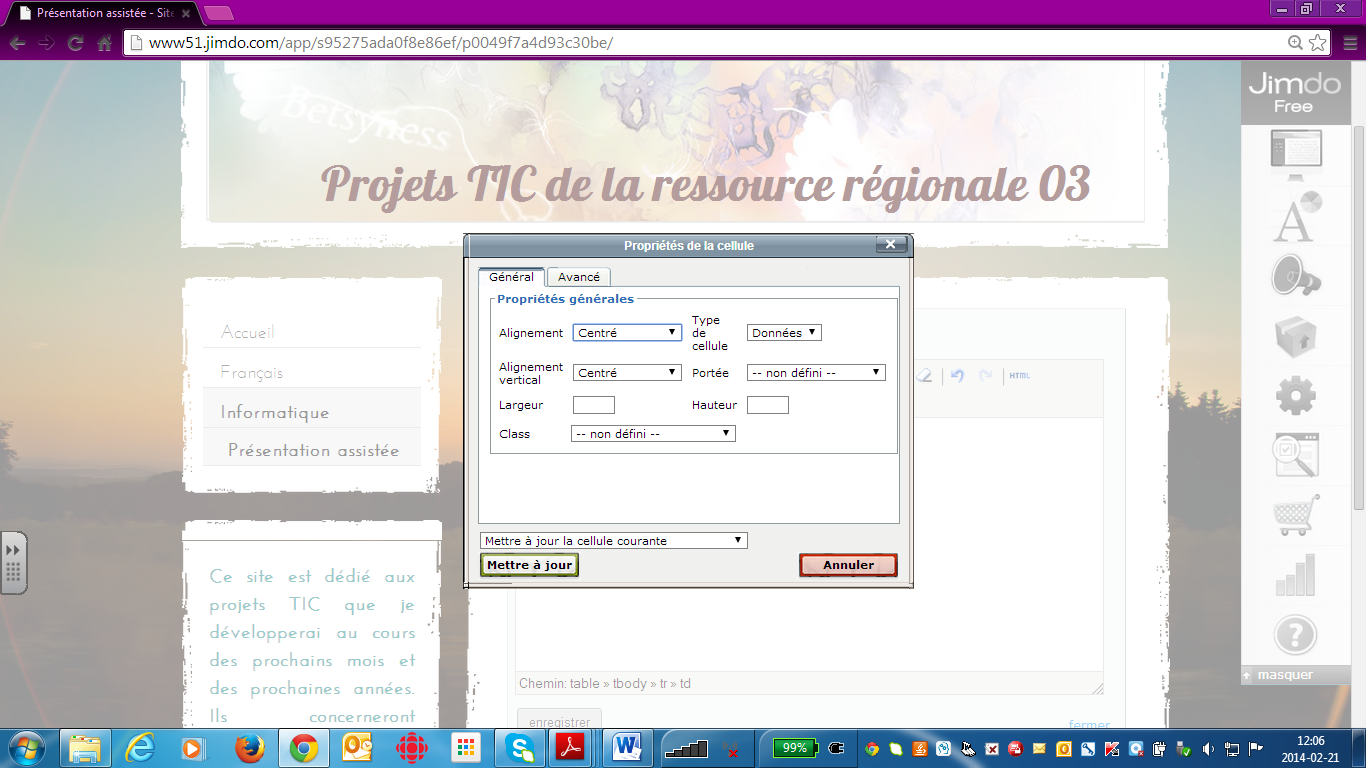 Présentation assistée - Site
www51.jimdo.com/app/s95275ada0f8e86ef/p0049f7a4d93c30be/
Betsyness
Projets TIC de la ressource régionale 03
Jimdo
Free
Propriétés de la cellule
Général
Avancé
Propriétés générales
Alignement
Centré
Type de cellule
Données
Alignement vertical
Centré
Portée
-- non défini --
Largeur
Hauteur
Class
-- non défini --
Mettre à jour la cellule courante
Mettre à jour
Annuler
Accueil
Français
Informatique
Présentation assistée
HTML
Ce site est dédié aux
projets TIC que je
développerai au cours
des prochains mois et
des prochaines années.
Ils concerneront
Chemin: table » tbody » tr » td
enregistrer
fermer
masquer
99%
12:06
2014-02-21